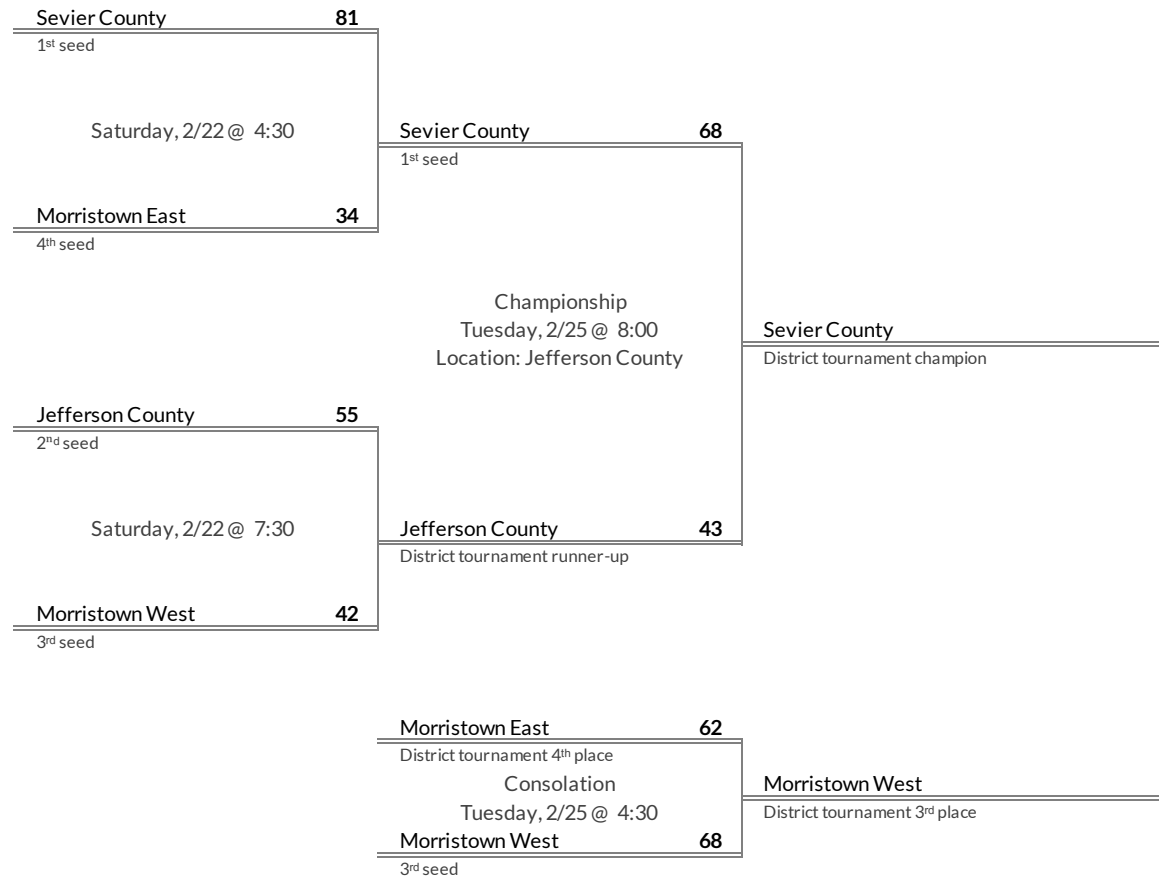 Sevier County 81
1st seed
Saturday, 2/22 @ 4:30
Morristown East 34
4th seed
Sevier County 68
1st seed
Championship
Tuesday, 2/25 @ 8:00
Location: Jefferson County
Sevier County
District tournament champion
Jefferson County 55
2nd seed
Saturday, 2/22 @ 7:30
Morristown West 42
3rd seed
Jefferson County 43
District tournament runner-up
Morristown East 62
District tournament 4th place
Consolation
Tuesday, 2/25 @ 4:30
Morristown West 68
3rd seed
Morristown West
District tournament 3rd place